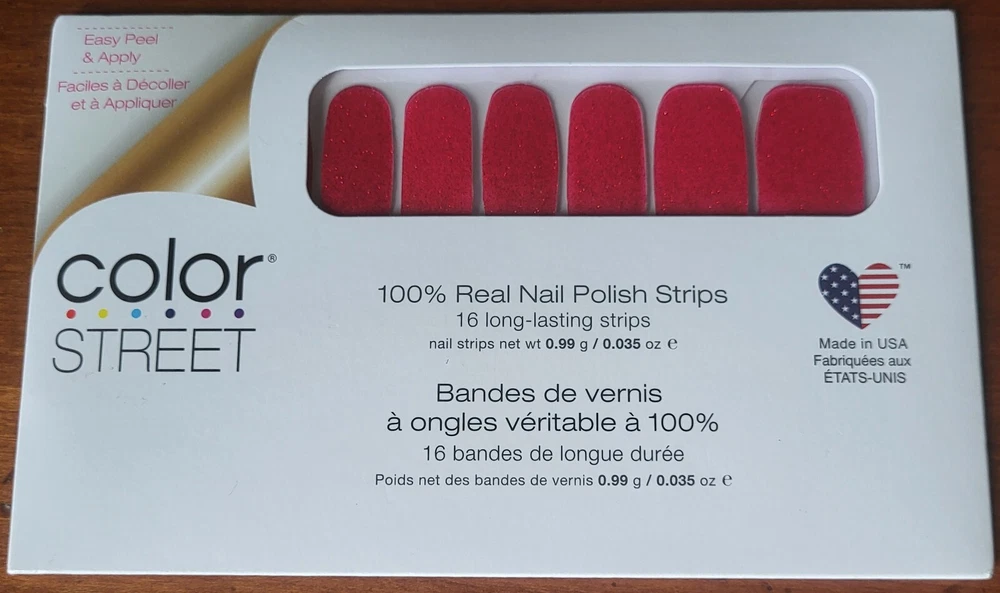 Easy Peel
& Apply
Faciles à Décoller
et à Appliquer
color®
STREET
100% Real Nail Polish Strips
16 long-lasting strips
nail strips net wt 0.99 g / 0.035 oz ℮
Bandes de vernis
à ongles véritable à 100%
16 bandes de longue durée
Poids net des bandes de vernis 0.99 g / 0.035 oz ℮
™
Made in USA
Fabriquées aux
ÉTATS-UNIS